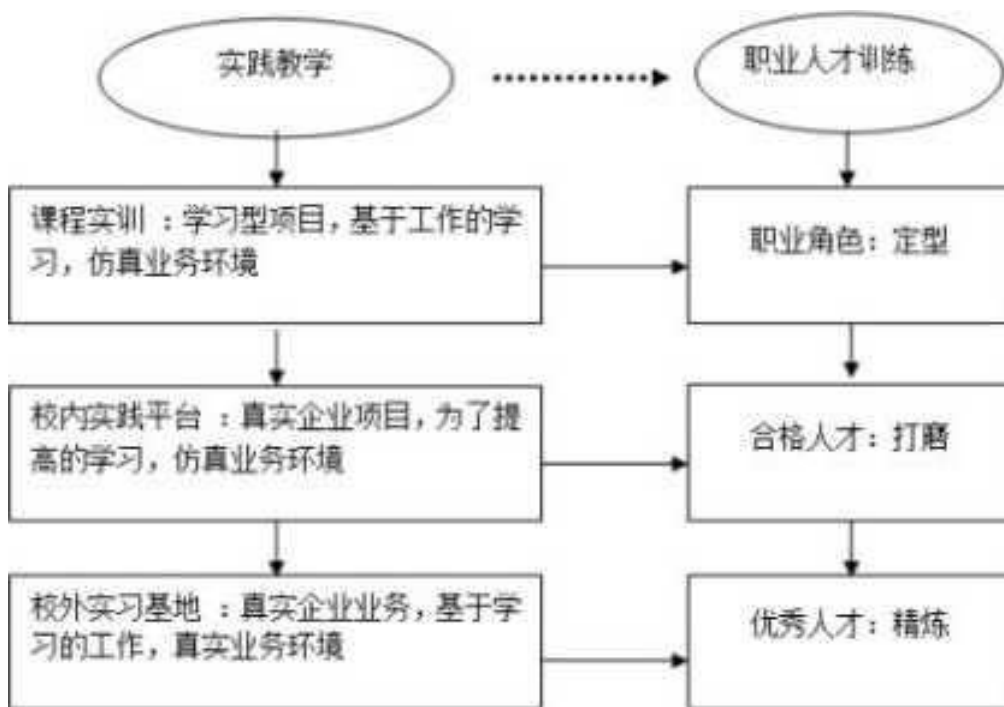 实践教学
职业人才训练
课程实训 ：学习型项目，基于工作的学
习，仿真业务环境
职业角色：定型
校内实践平台 ：真实企业项目，为了提
高的学习，仿真业务环境
合格人才：打磨
校外实习基地 ：真实企业业务，基于学
习的工作，真实业务环境
优秀人才：精炼